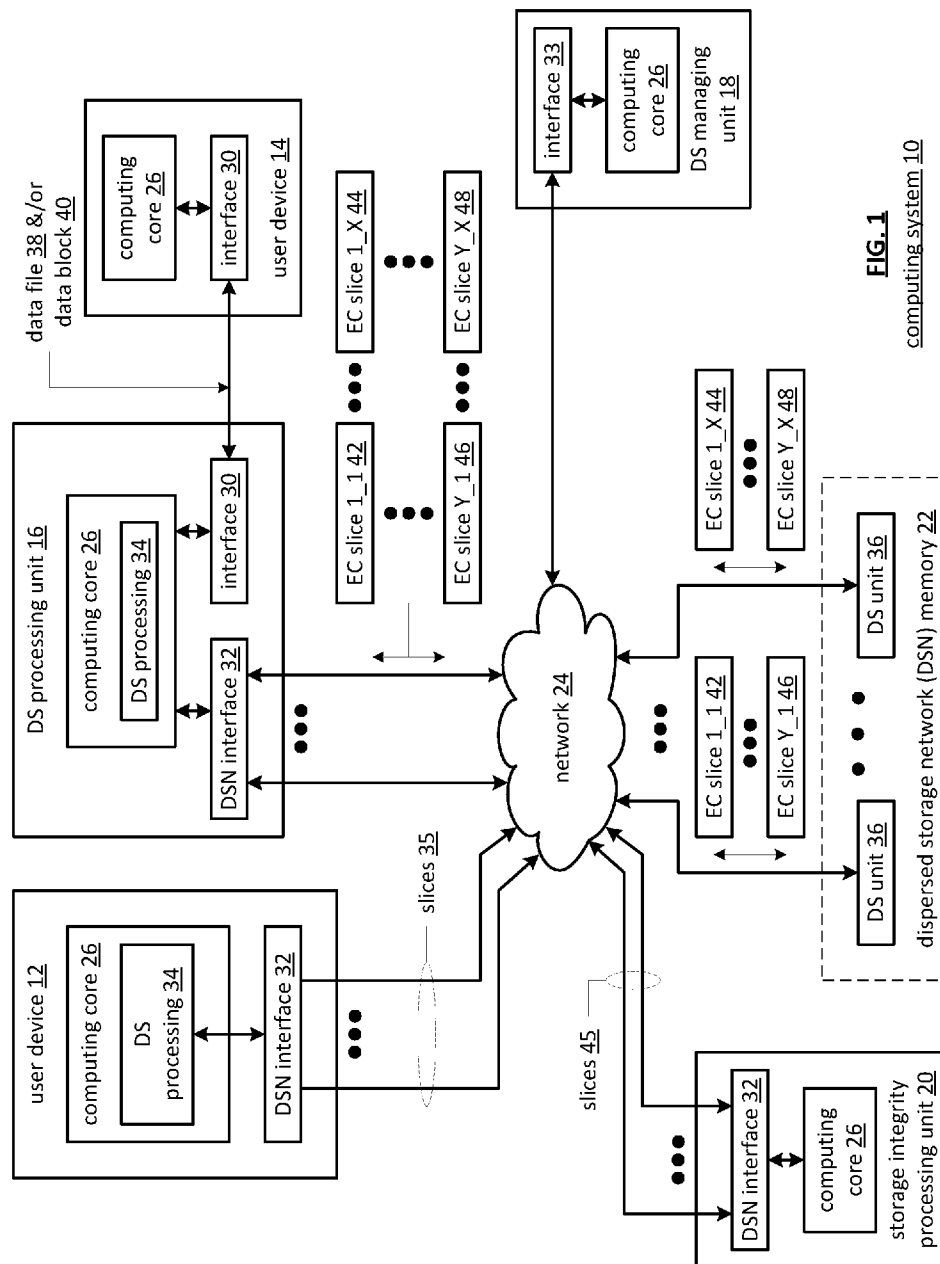 user device 12
computing core 26
DS
processing 34
DSN interface 32
slices 35
DS processing unit 16
computing core 26
DS processing 34
DSN interface 32
interface 30
data file 38 &/or
data block 40
computing core 26
interface 30
user device 14
EC slice 1_1 42
EC slice 1_X 44
EC slice Y_1 46
EC slice Y_X 48
network 24
interface 33
computing
core 26
DS managing
unit 18
slices 45
DSN interface 32
computing
core 26
storage integrity
processing unit 20
EC slice 1_1 42
EC slice Y_1 46
EC slice 1_X 44
EC slice Y_X 48
DS unit 36
DS unit 36
dispersed storage network (DSN) memory 22
FIG. 1
computing system 10